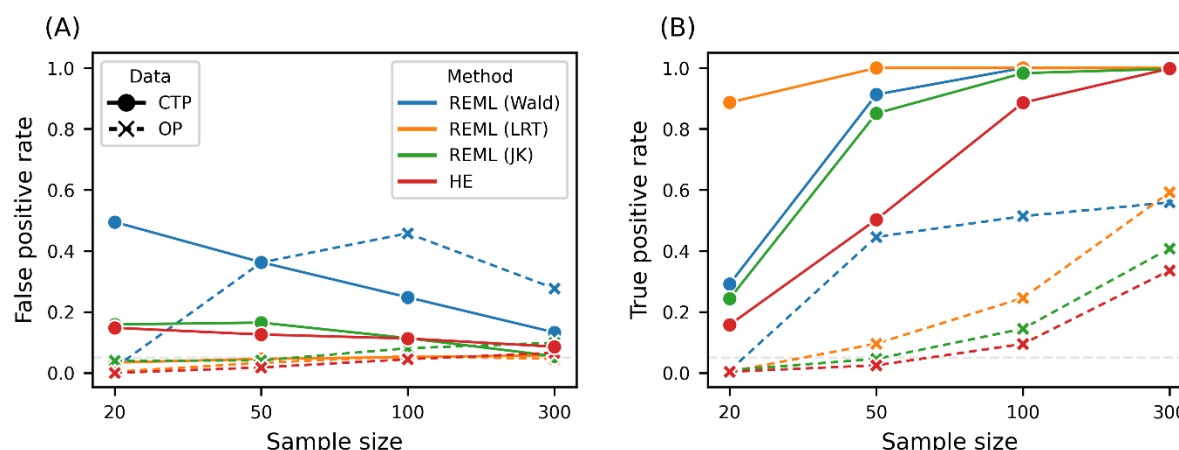 (A)
1.0
0.8
0.6
0.4
0.2
0.0
False positive rate
Data
CTP
OP
Method
REML (Wald)
REML (LRT)
REML (JK)
HE
20
50
100
300
Sample size
(B)
1.0
0.8
0.6
0.4
0.2
0.0
True positive rate
20
50
100
300
Sample size